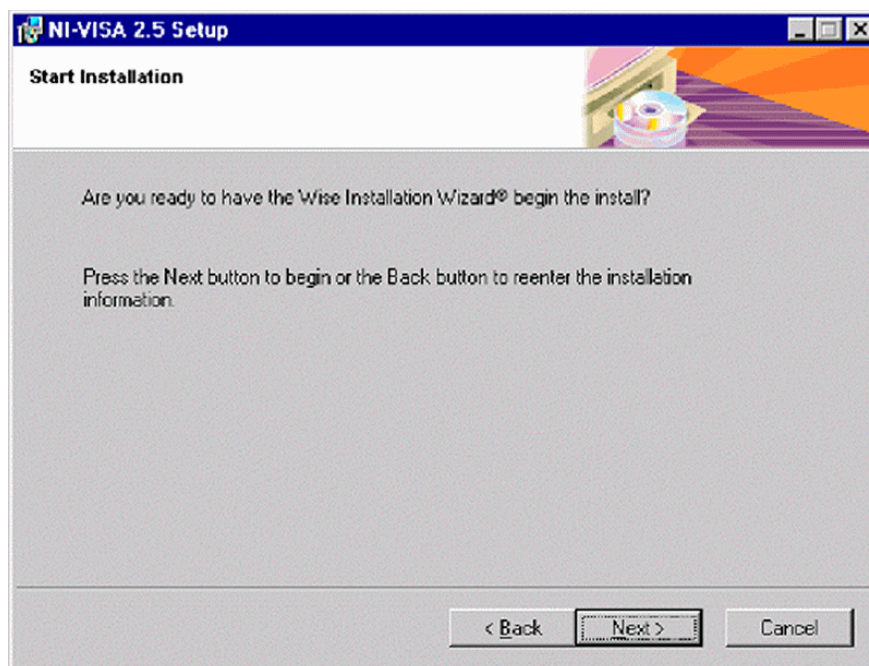 NI-VISA 2.5 Setup
Start Installation
Are you ready to have the Wise Installation Wizard® begin the install?
Press the Next button to begin or the Back button to reenter the installation
information.
< Back
Next >
Cancel